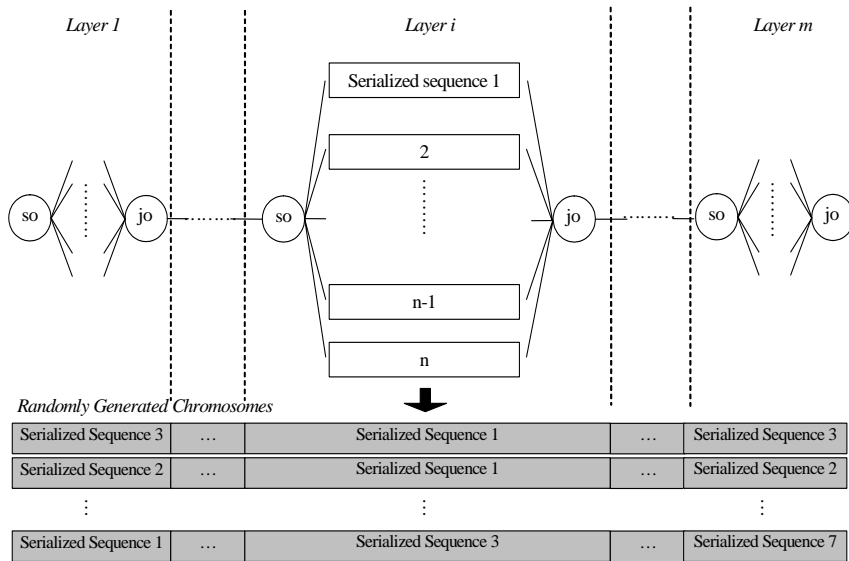 Layer 1
Layer i
Layer m
Serialized sequence 1
2
so
jo
so
jo
so
jo
n-1
n
Randomly Generated Chromosomes
Serialized Sequence 3 … Serialized Sequence 1 … Serialized Sequence 3
Serialized Sequence 2 … Serialized Sequence 1 … Serialized Sequence 2
Serialized Sequence 1 … Serialized Sequence 3 … Serialized Sequence 7